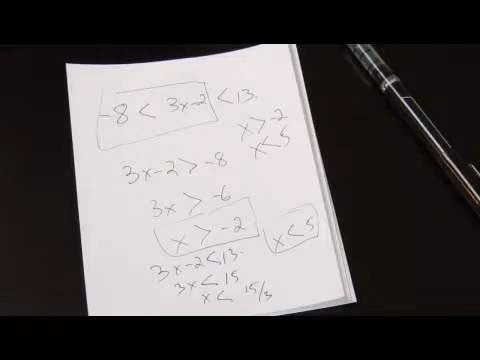 -8 < 3x-2 < 13.
x > -2
x < 5
3x-2 > -8
3x > -6
x > -2
x < 5
3x-2 < 13.
3x < 15
x < 15/3